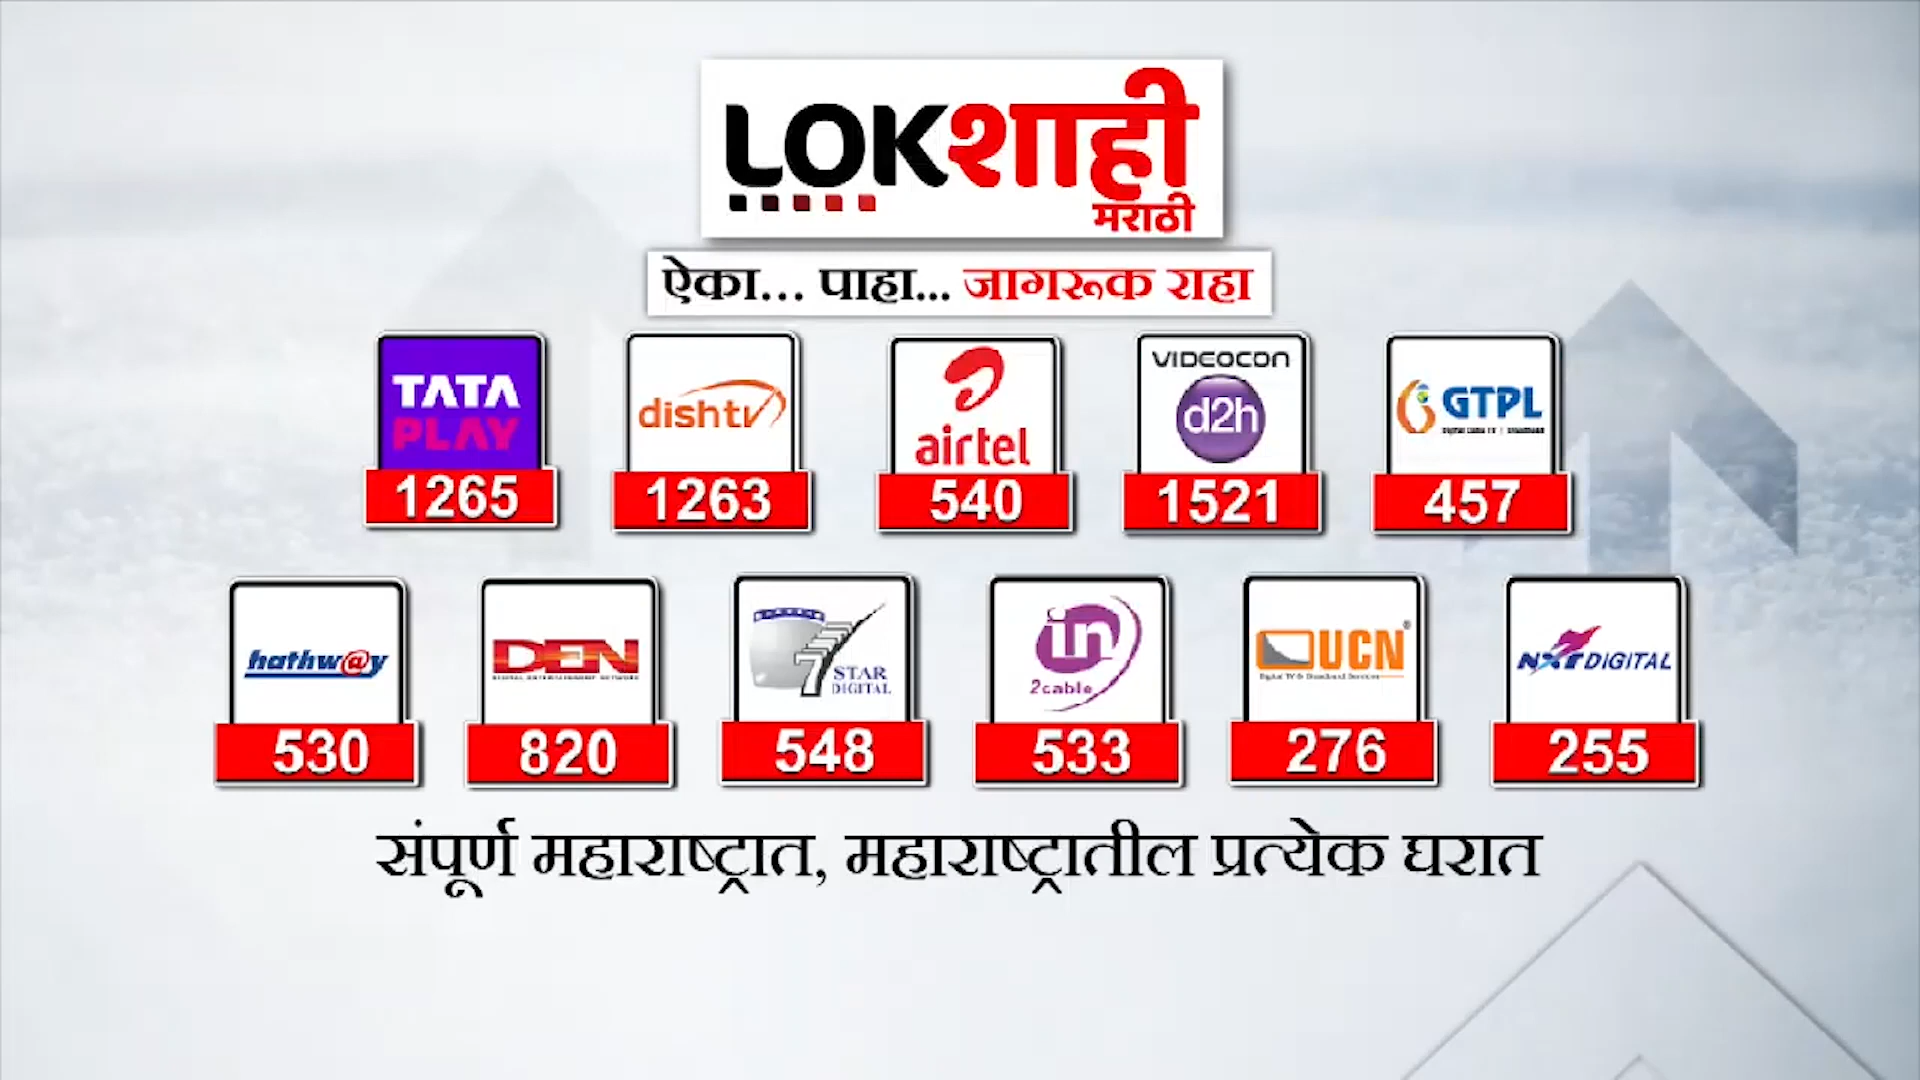 LOKशाही
मराठी
ऐका... पाहा... जागरूक राहा
TATA PLAY
dishtv
airtel
VIDEOCON d2h
GTPL
1265
1263
540
1521
457
hathw@y
DEN
7 STAR DIGITAL
in 2cable
UCN
NXT DIGITAL
530
820
548
533
276
255
संपूर्ण महाराष्ट्रात, महाराष्ट्रातील प्रत्येक घरात